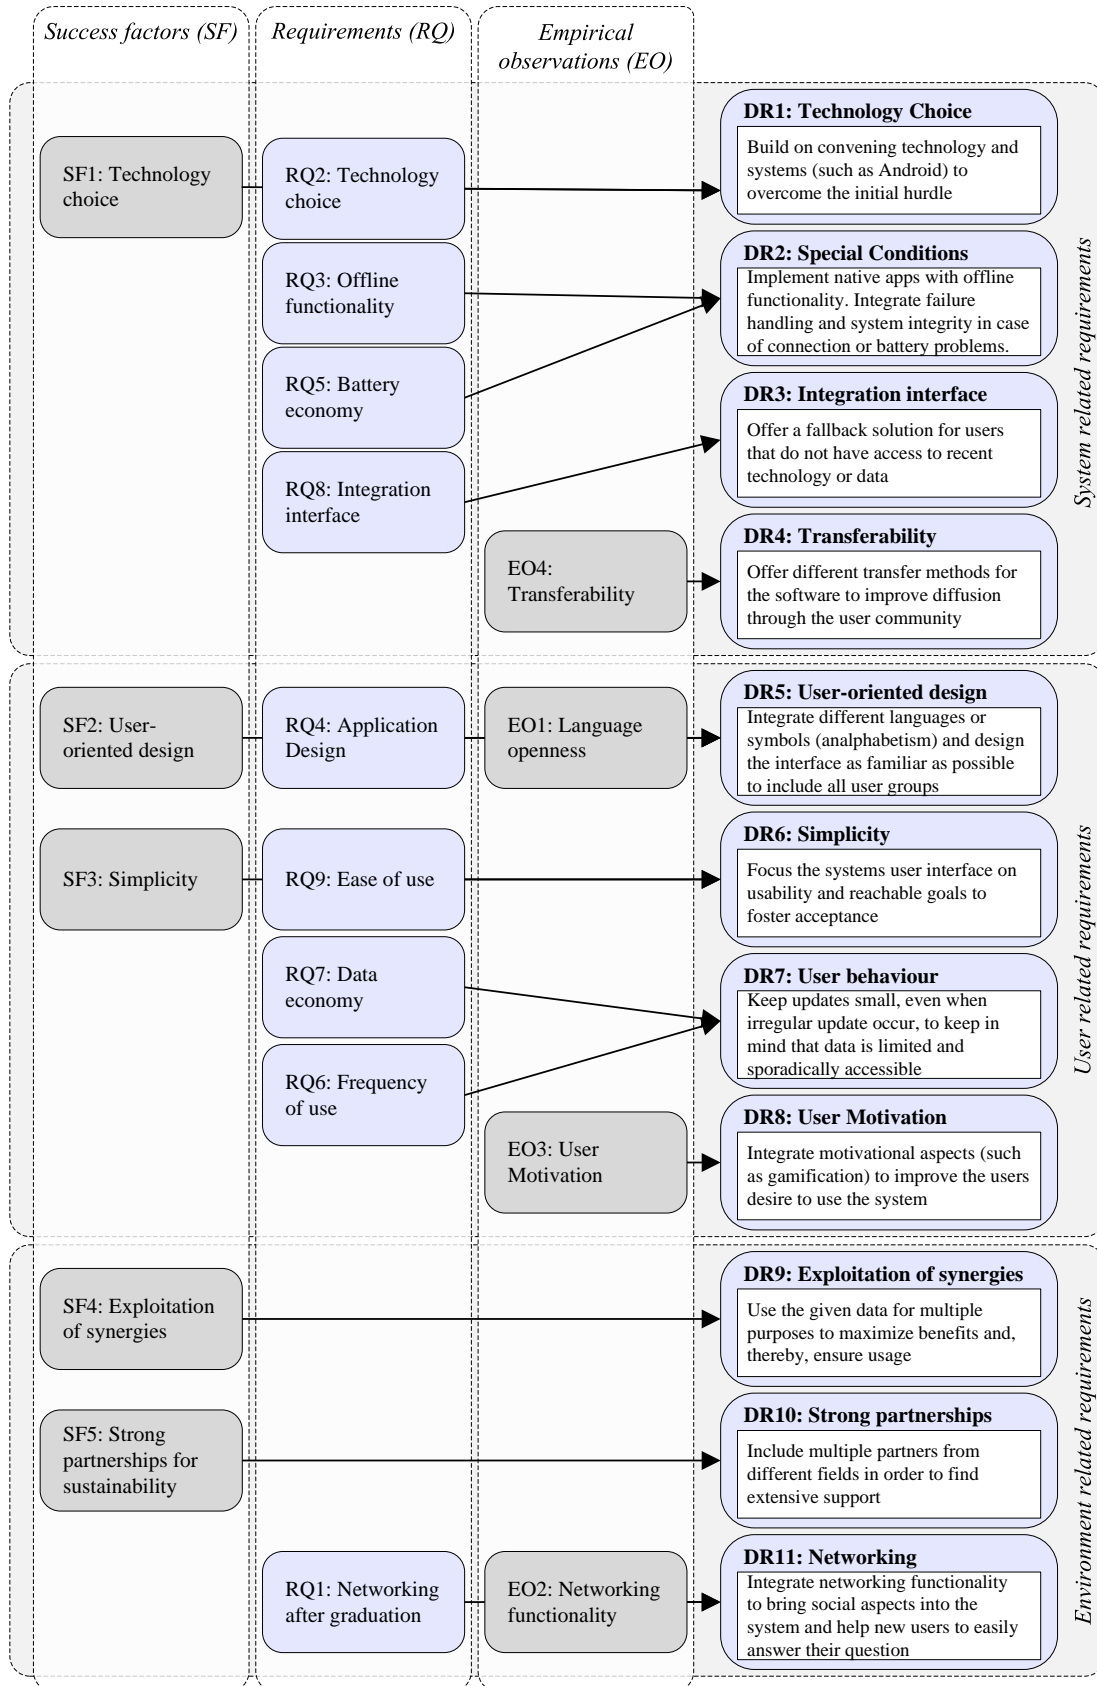 Success factors (SF)
Requirements (RQ)
Empirical
observations (EO)
DR1: Technology Choice
Build on convening technology and
systems (such as Android) to
overcome the initial hurdle
SF1: Technology
choice
RQ2: Technology
choice
DR2: Special Conditions
Implement native apps with offline
functionality. Integrate failure
handling and system integrity in case
of connection or battery problems.
RQ3: Offline
functionality
RQ5: Battery
economy
DR3: Integration interface
Offer a fallback solution for users
that do not have access to recent
technology or data
RQ8: Integration
interface
DR4: Transferability
Offer different transfer methods for
the software to improve diffusion
through the user community
EO4:
Transferability
System related requirements
SF2: User-
oriented design
RQ4: Application
Design
EO1: Language
openness
DR5: User-oriented design
Integrate different languages or
symbols (analphabetism) and design
the interface as familiar as possible
to include all user groups
SF3: Simplicity
RQ9: Ease of use
DR6: Simplicity
Focus the systems user interface on
usability and reachable goals to
foster acceptance
RQ7: Data
economy
DR7: User behaviour
Keep updates small, even when
irregular update occur, to keep in
mind that data is limited and
sporadically accessible
RQ6: Frequency
of use
EO3: User
Motivation
DR8: User Motivation
Integrate motivational aspects (such
as gamification) to improve the users
desire to use the system
User related requirements
SF4: Exploitation
of synergies
DR9: Exploitation of synergies
Use the given data for multiple
purposes to maximize benefits and,
thereby, ensure usage
SF5: Strong
partnerships for
sustainability
DR10: Strong partnerships
Include multiple partners from
different fields in order to find
extensive support
RQ1: Networking
after graduation
EO2: Networking
functionality
DR11: Networking
Integrate networking functionality
to bring social aspects into the
system and help new users to easily
answer their question
Environment related requirements